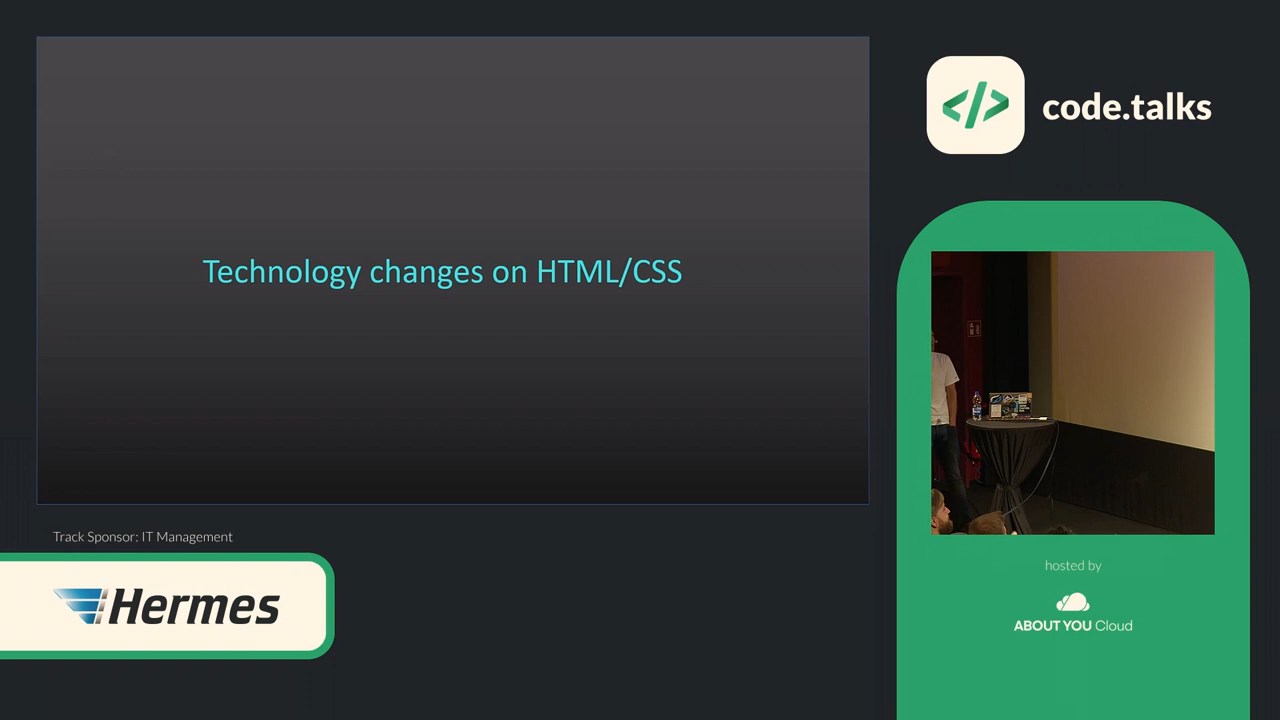 Technology changes on HTML/CSS
</> code.talks
Track Sponsor: IT Management
Hermes
hosted by
ABOUT YOU Cloud